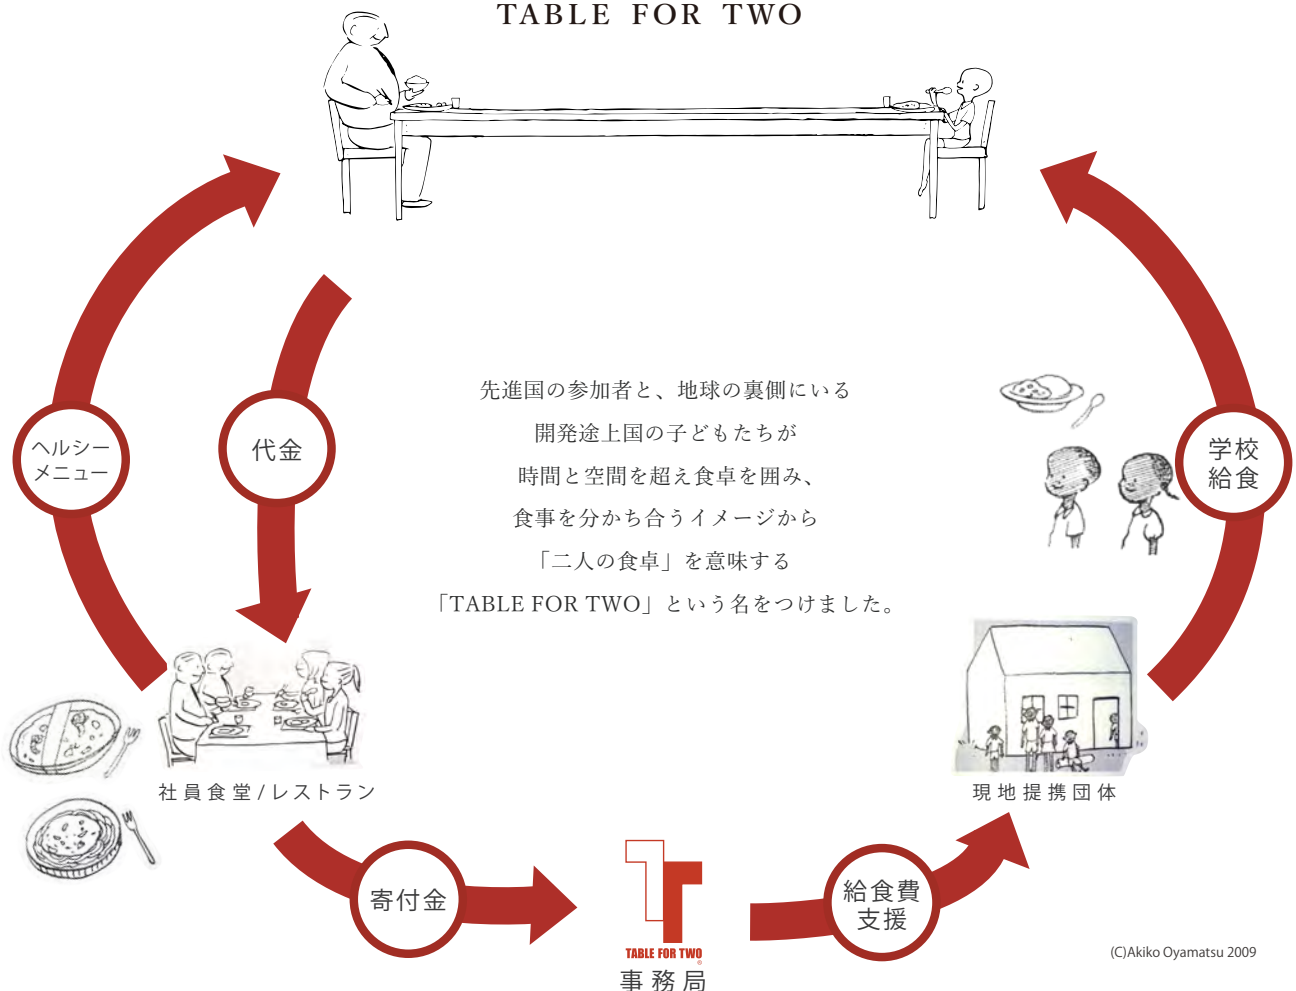 TABLE FOR TWO
先進国の参加者と、地球の裏側にいる
開発途上国の子どもたちが
時間と空間を超え食卓を囲み、
食事を分かち合うイメージから
「二人の食卓」を意味する
「TABLE FOR TWO」という名をつけました。
ヘルシー
メニュー
代金
学校
給食
社員食堂/レストラン
現地提携団体
寄付金
給食費
支援
TABLE FOR TWO®
事務局
(C)Akiko Oyamatsu 2009